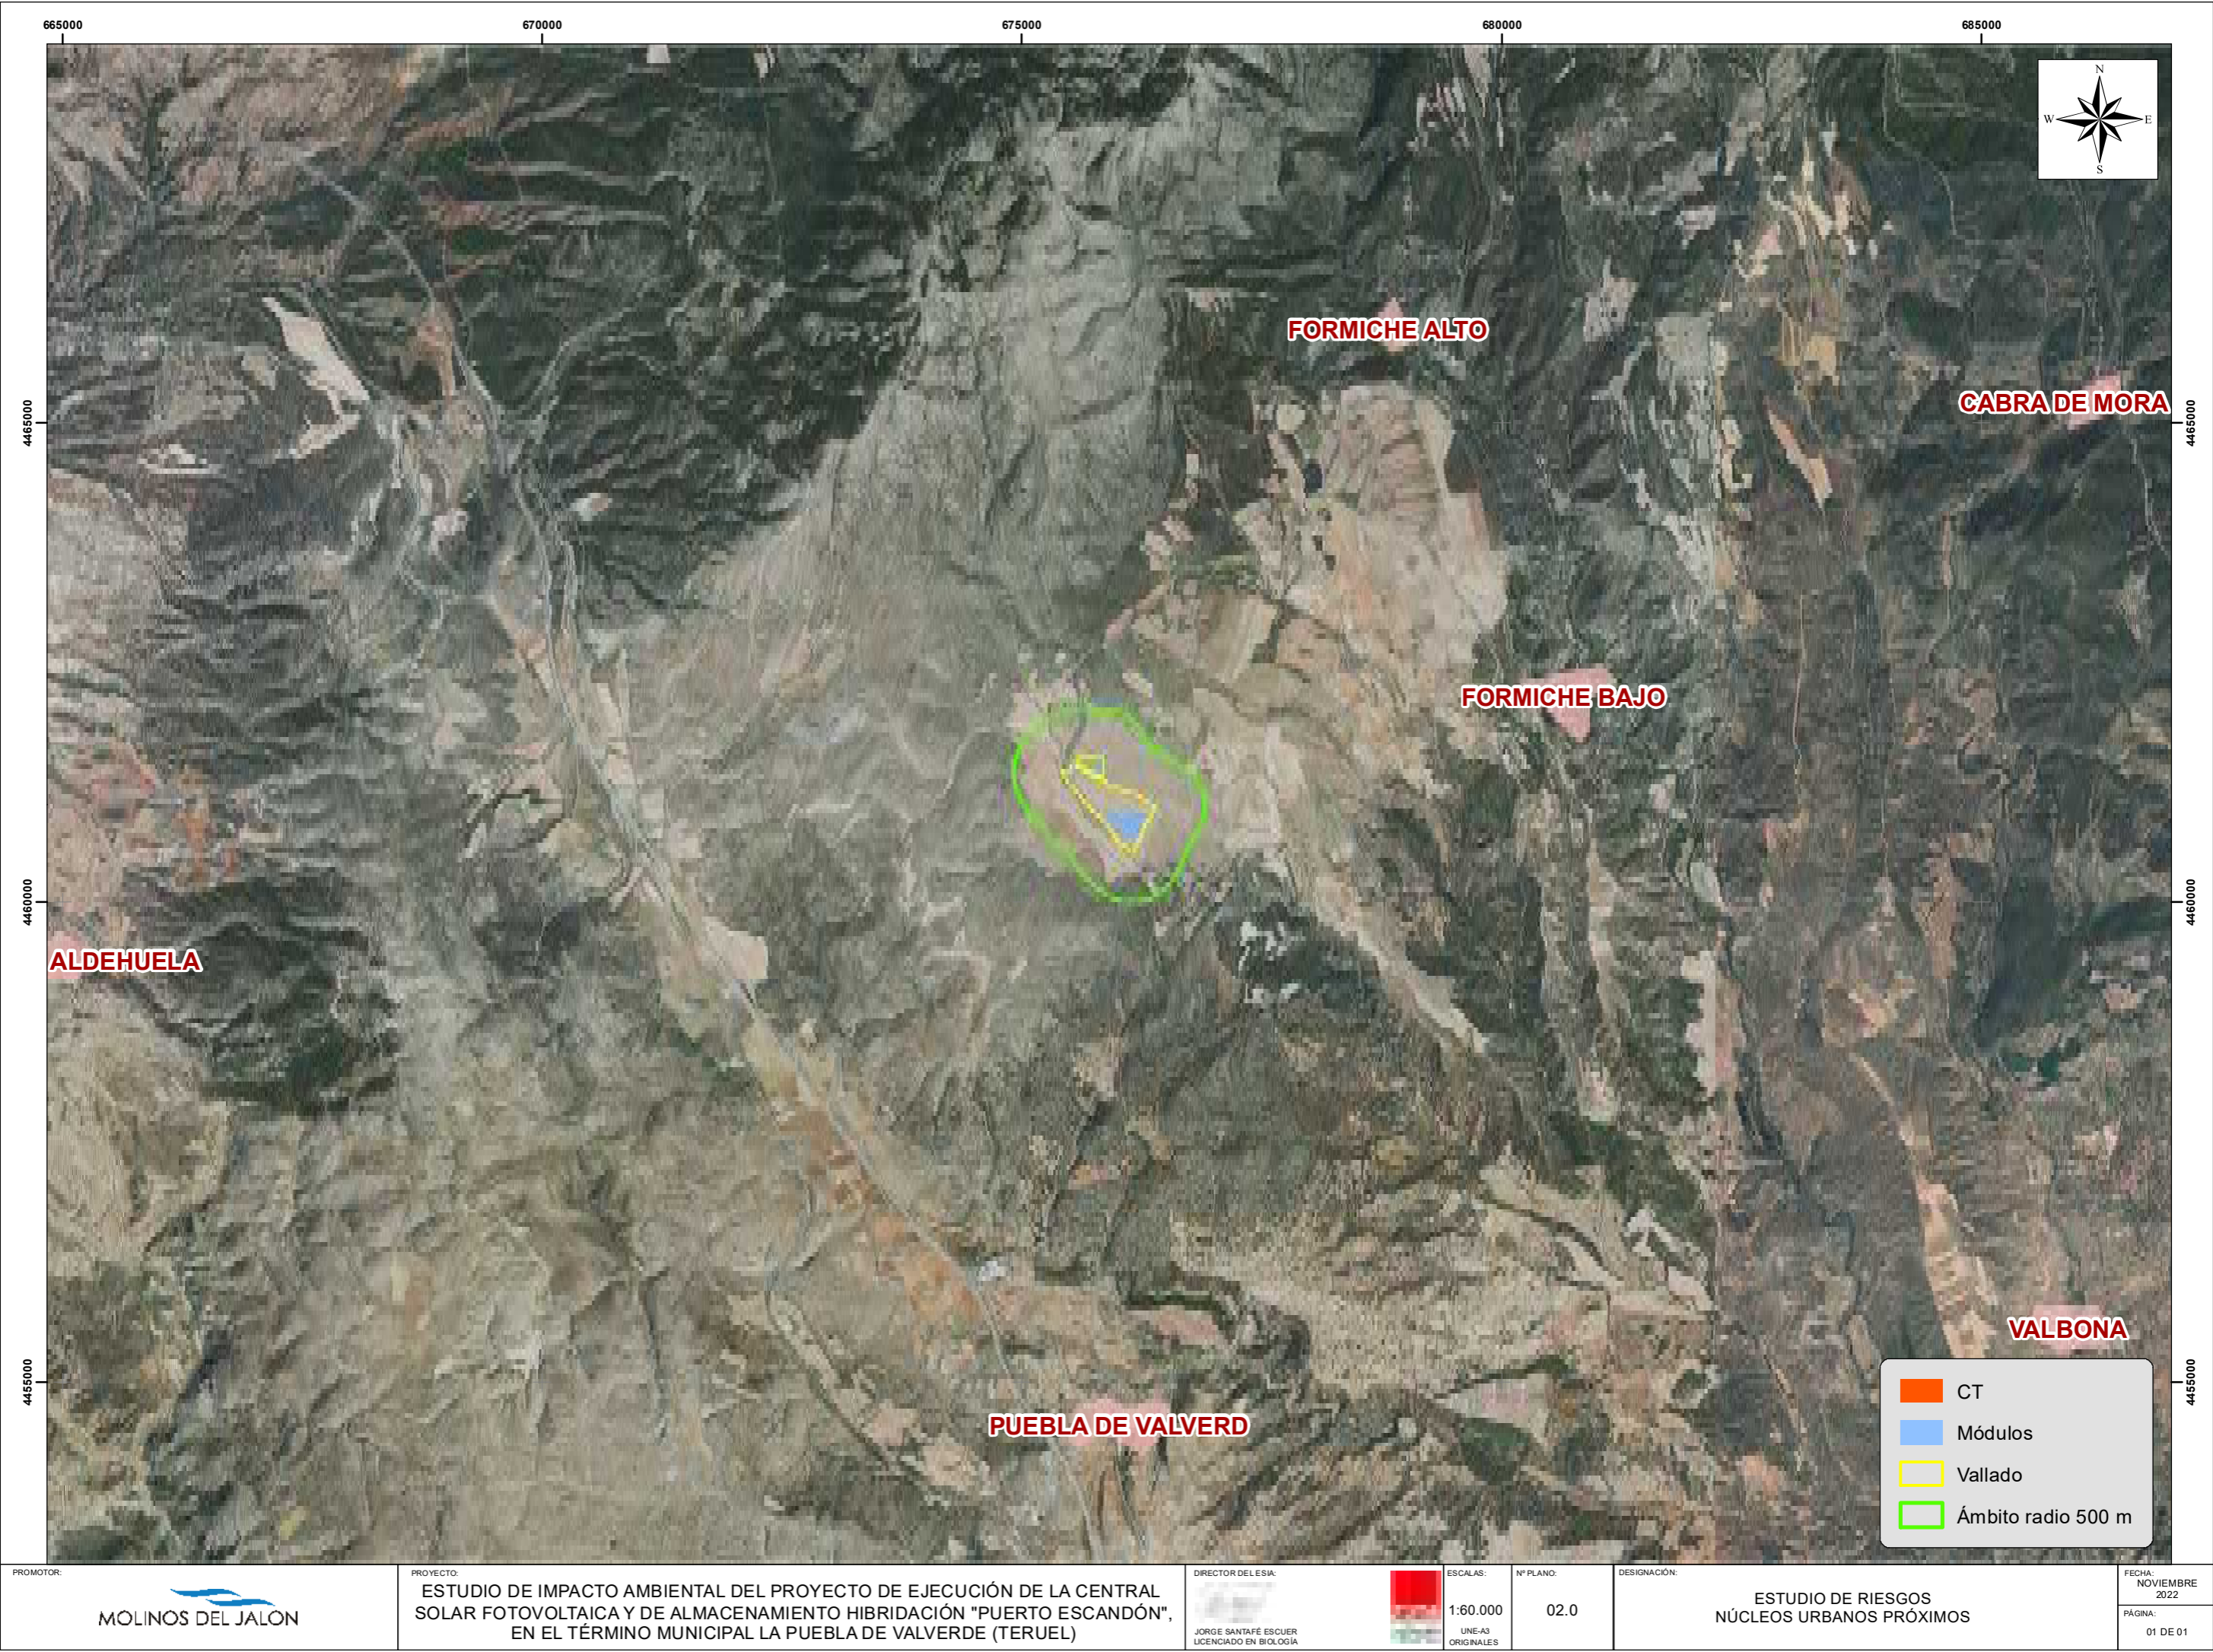 665000 670000 675000 680000 685000
N
W E
S
FORMICHE ALTO
CABRA DE MORA
4465000 4465000
FORMICHE BAJO
4460000 4460000
ALDEHUELA
VALBONA
4455000 4455000
PUEBLA DE VALVERD
CT
Módulos
Vallado
Ámbito radio 500 m
PROMOTOR:
MOLINOS DEL JALÓN
PROYECTO:
ESTUDIO DE IMPACTO AMBIENTAL DEL PROYECTO DE EJECUCIÓN DE LA CENTRAL
SOLAR FOTOVOLTAICA Y DE ALMACENAMIENTO HIBRIDACIÓN "PUERTO ESCANDÓN",
EN EL TÉRMINO MUNICIPAL LA PUEBLA DE VALVERDE (TERUEL)
DIRECTOR DEL ESIA:
JORGE SANTAFÉ ESCUER
LICENCIADO EN BIOLOGÍA
ESCALAS:
1:60.000
UNE-A3
ORIGINALES
Nº PLANO:
02.0
DESIGNACIÓN:
ESTUDIO DE RIESGOS
NÚCLEOS URBANOS PRÓXIMOS
FECHA:
NOVIEMBRE
2022
PÁGINA:
01 DE 01